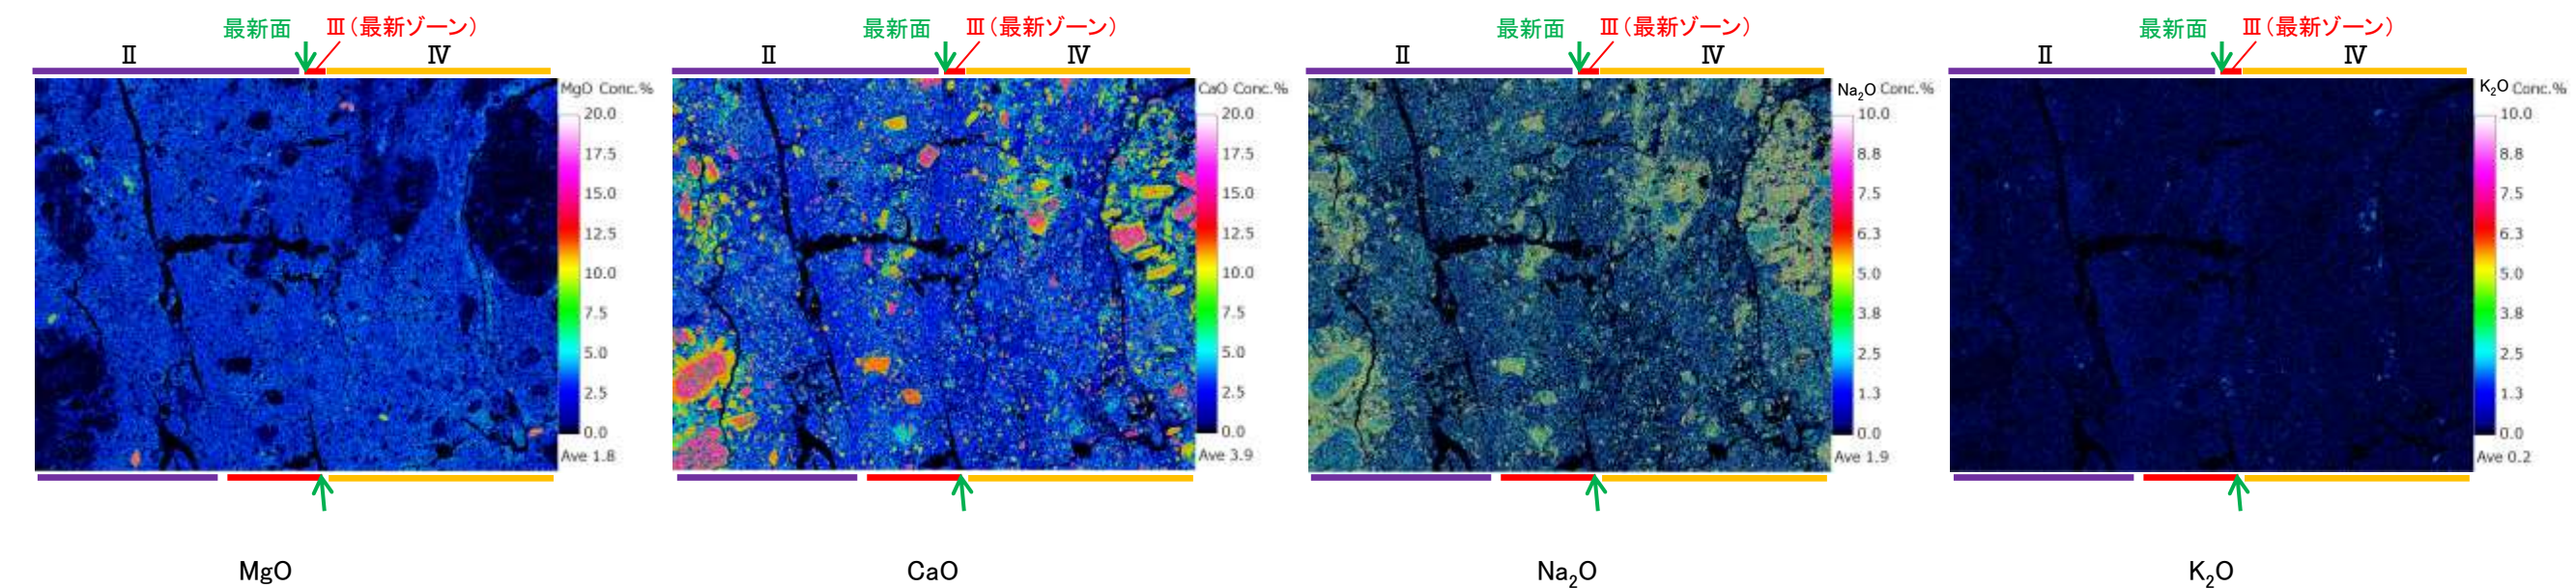 最新面 Ⅲ(最新ゾーン)
Ⅱ Ⅳ
MgO Conc.%
20.0
17.5
15.0
12.5
10.0
7.5
5.0
2.5
0.0
Ave 1.8
MgO
最新面 Ⅲ(最新ゾーン)
Ⅱ Ⅳ
CaO Conc.%
20.0
17.5
15.0
12.5
10.0
7.5
5.0
2.5
0.0
Ave 3.9
CaO
最新面 Ⅲ(最新ゾーン)
Ⅱ Ⅳ
Na₂O Conc.%
10.0
8.8
7.5
6.3
5.0
3.8
2.5
1.3
0.0
Ave 1.9
Na₂O
最新面 Ⅲ(最新ゾーン)
Ⅱ Ⅳ
K₂O Conc.%
10.0
8.8
7.5
6.3
5.0
3.8
2.5
1.3
0.0
Ave 0.2
K₂O